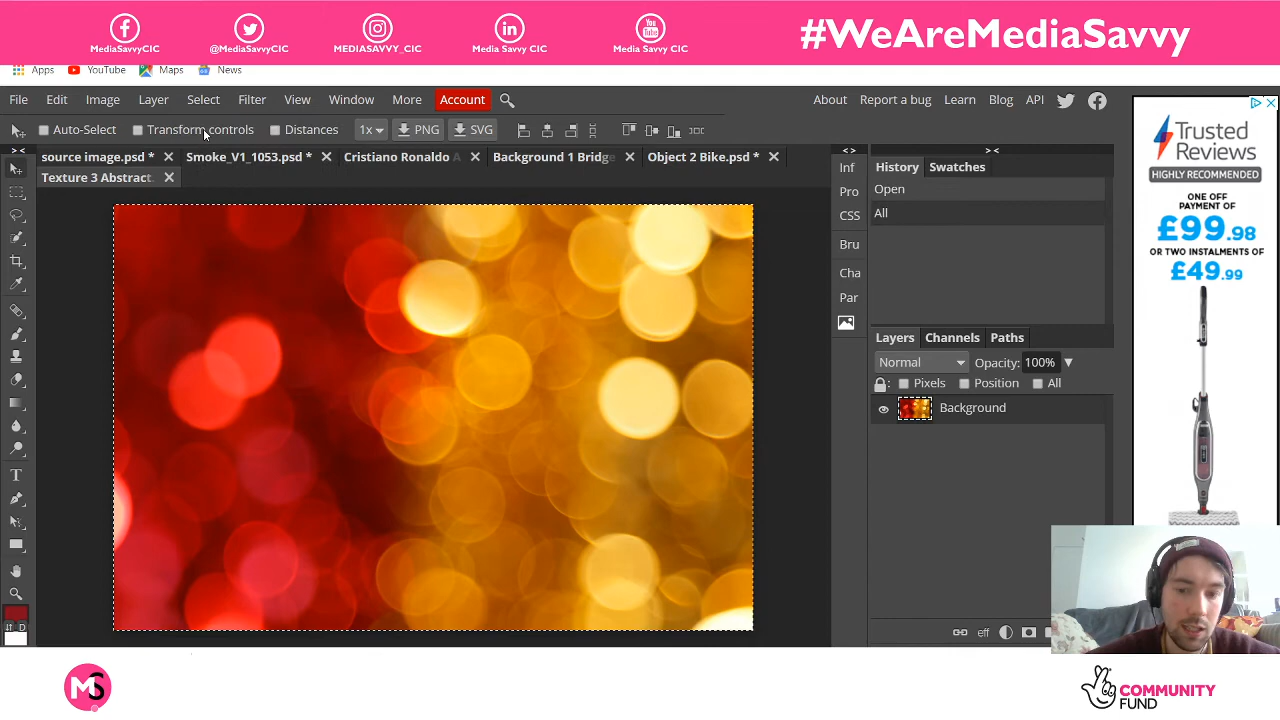 MediaSavvyCIC
@MediaSavvyCIC
MEDIASAVVY_CIC
Media Savvy CIC
You Tube
Media Savvy CIC
#WeAreMediaSavvy
Apps YouTube Maps News
File Edit Image Layer Select Filter View Window More Account
About Report a bug Learn Blog API
Auto-Select Transform controls Distances 1x PNG SVG
source image.psd * Smoke_V1_1053.psd * Cristiano Ronaldo Background 1 Bridge Object 2 Bike.psd *
Texture 3 Abstract
Inf
Pro
CSS
Bru
Cha
Par
History Swatches
Open
All
Layers Channels Paths
Normal Opacity: 100%
Pixels Position All
Background
eff
D
Trusted
Reviews
HIGHLY RECOMMENDED
ONE OFF
PAYMENT OF
£99.98
OR TWO INSTALMENTS OF
£49.99
MS
COMMUNITY
FUND